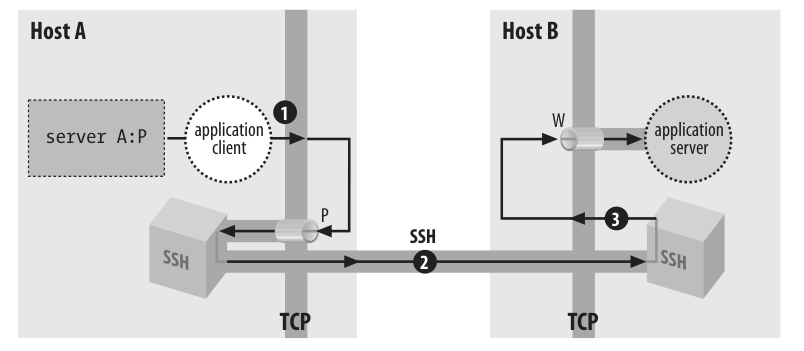 Host A
Host B
server A:P
application
client
1
W
application
server
P
3
SSH
SSH
2
SSH
TCP
TCP